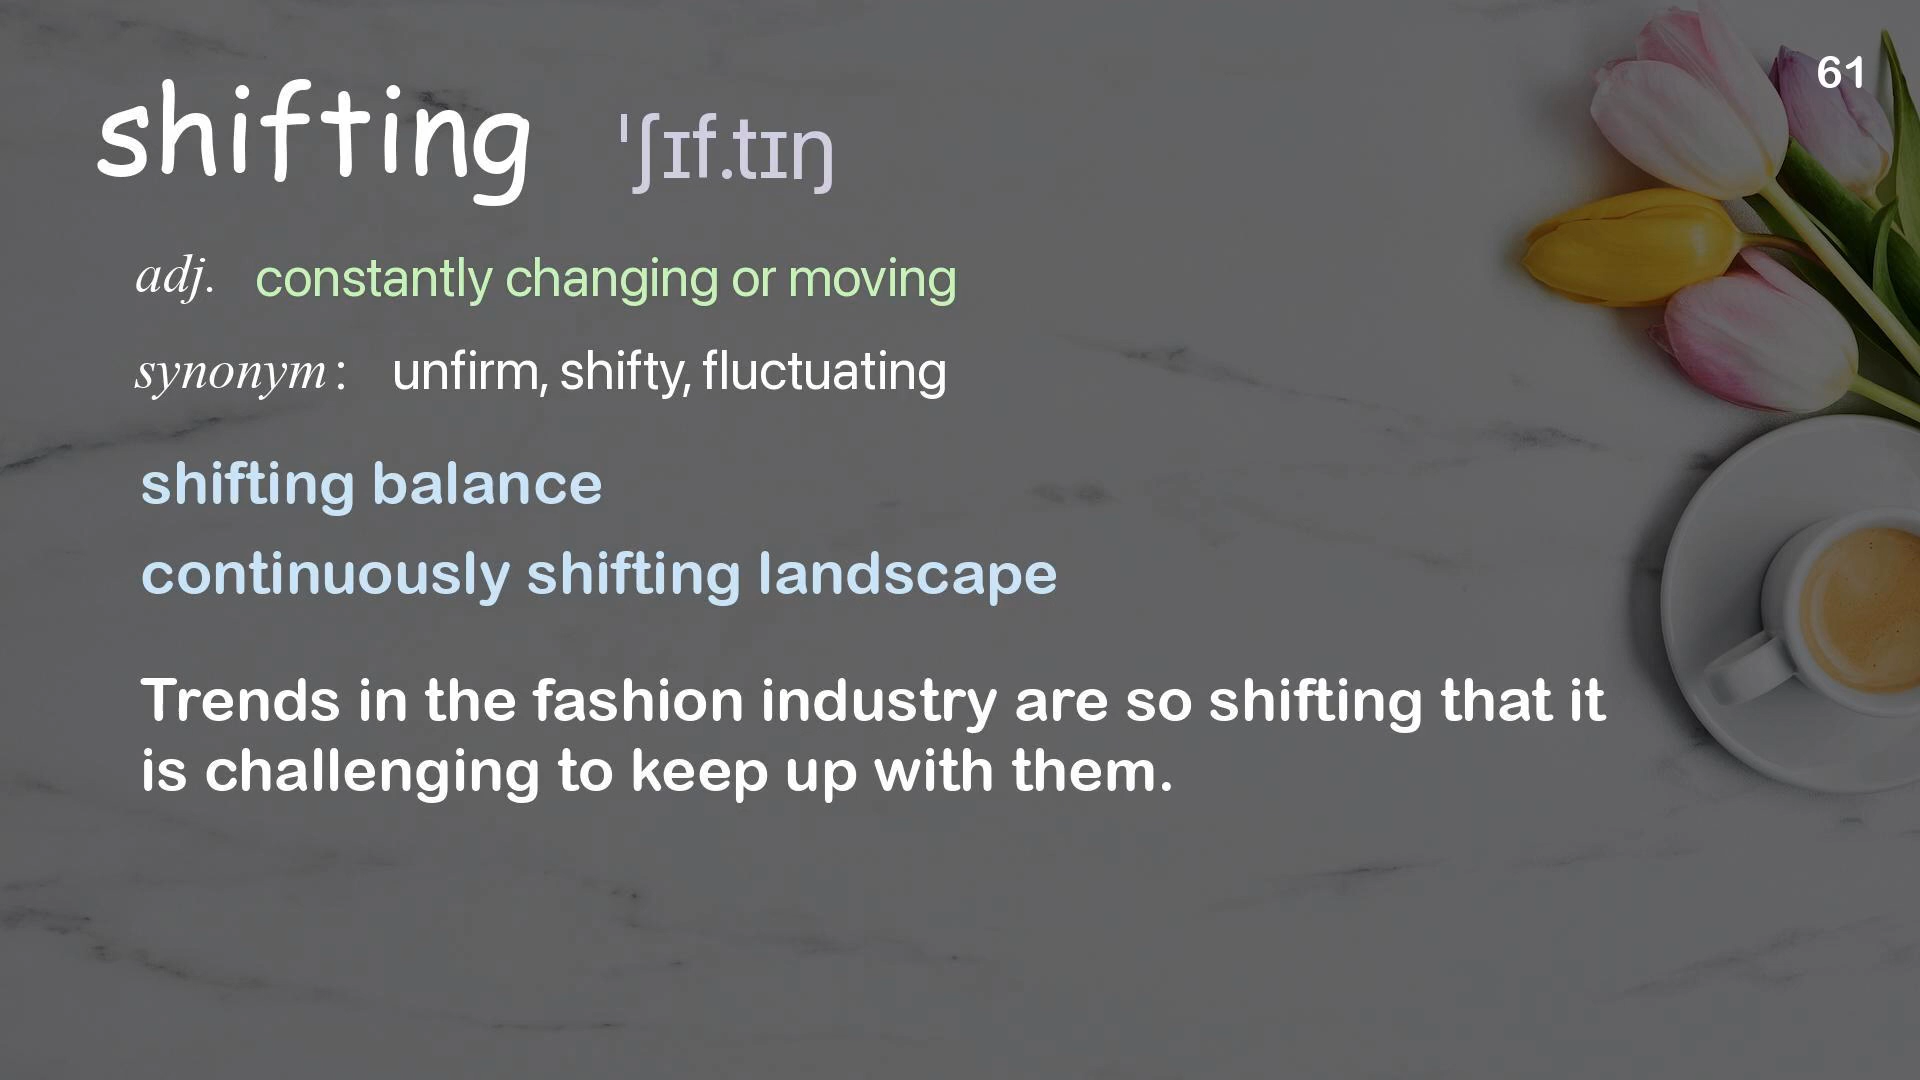 61
shifting ˈʃɪf.tɪŋ
adj. constantly changing or moving
synonym: unfirm, shifty, fluctuating
shifting balance
continuously shifting landscape
Trends in the fashion industry are so shifting that it
is challenging to keep up with them.